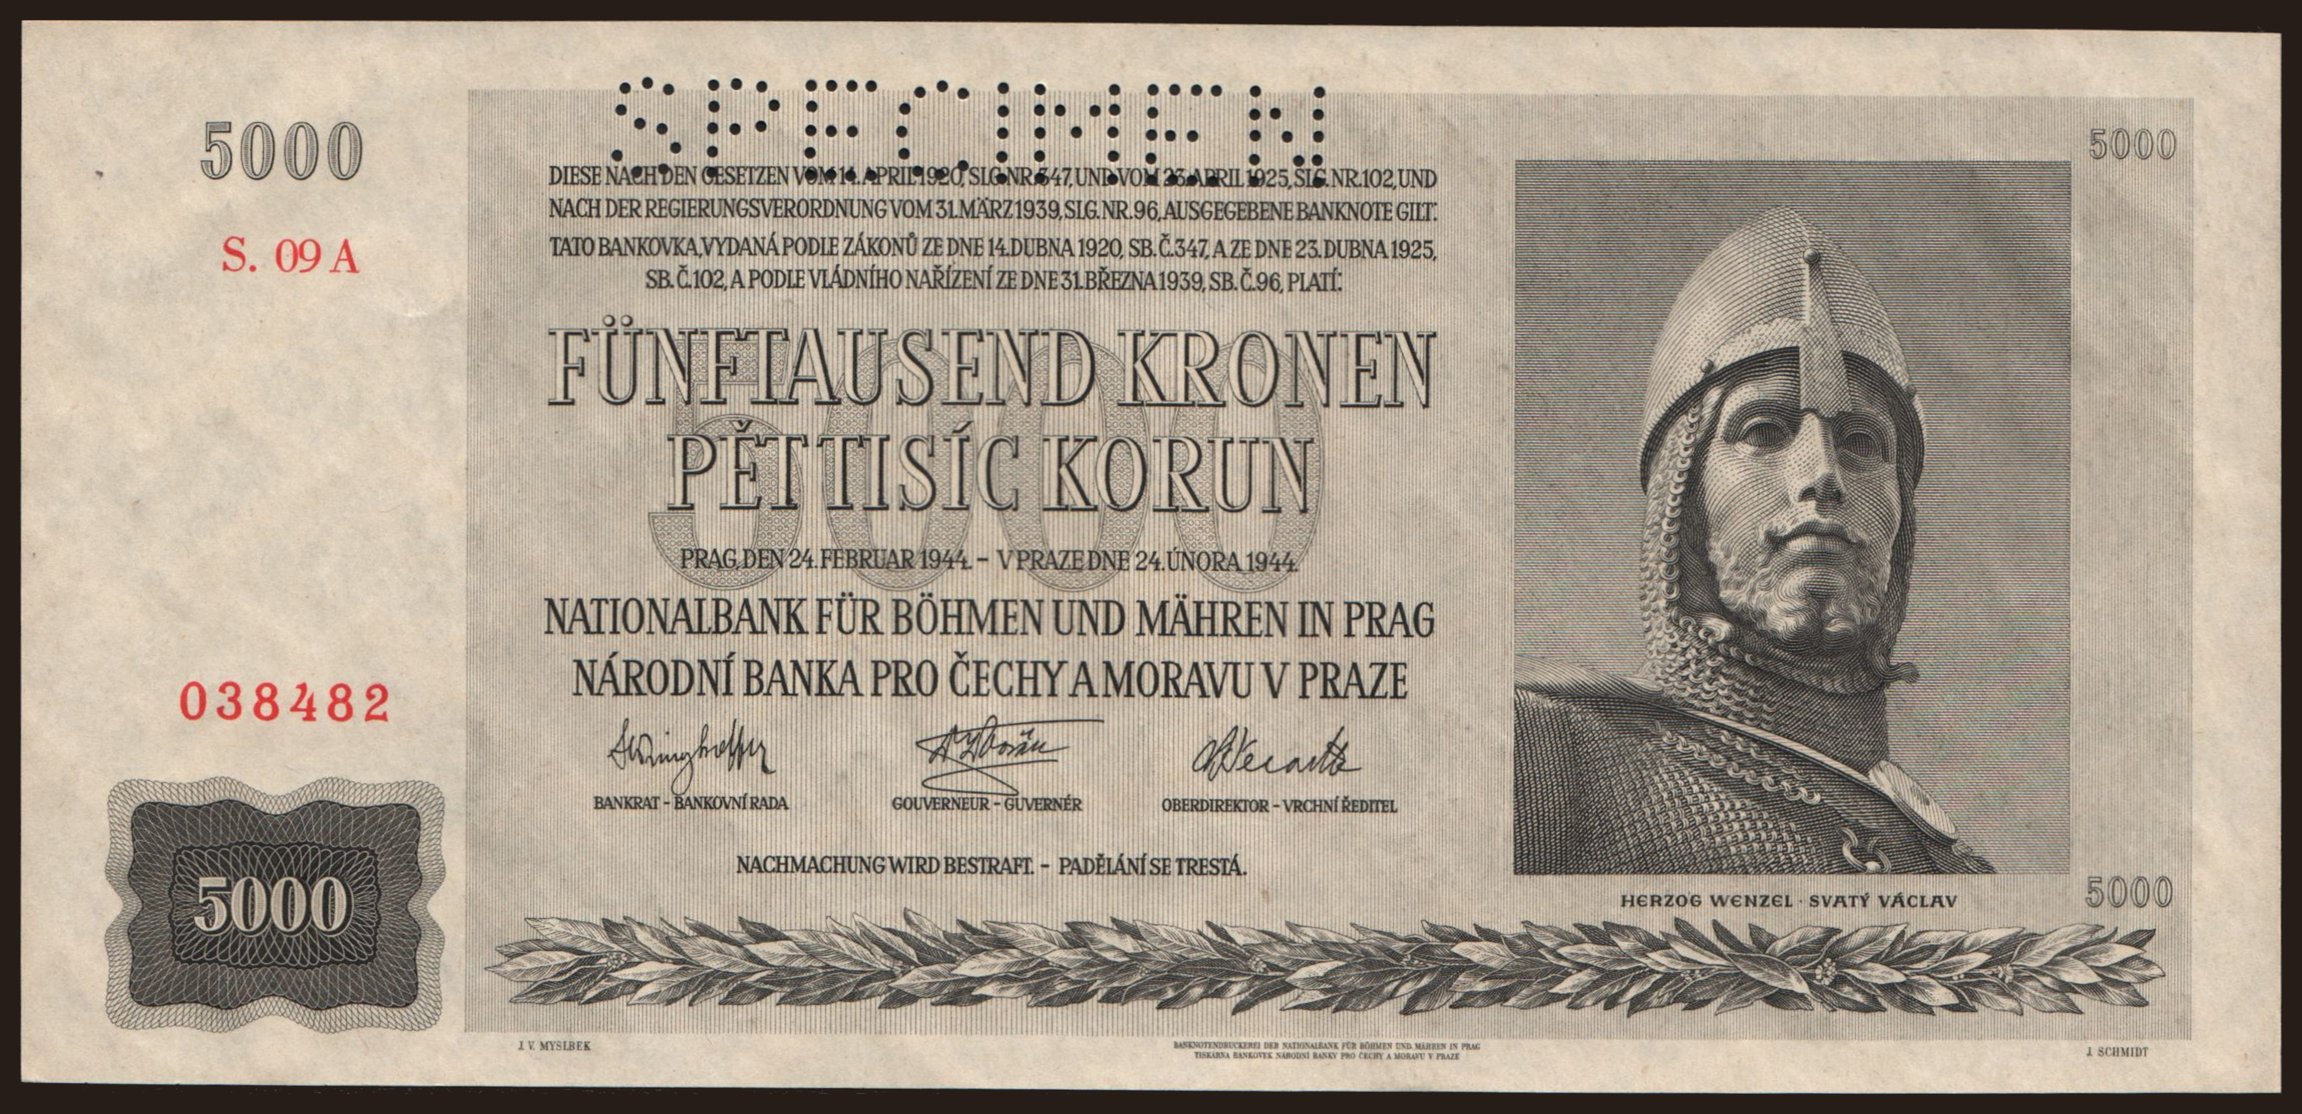 SPECIMEN
5000
5000
S. 09 A
DIESE NACH DEN GESETZEN VOM 14. APRIL 1920, SLG. NR. 347, UND VOM 23. APRIL 1925, SLG. NR. 102, UND
NACH DER REGIERUNGSVERORDNUNG VOM 31. MÄRZ 1939, SLG. NR. 96, AUSGEGEBENE BANKNOTE GILT:
TATO BANKOVKA, VYDANÁ PODLE ZÁKONŮ ZE DNE 14. DUBNA 1920, SB. Č. 347, A ZE DNE 23. DUBNA 1925,
SB. Č. 102, A PODLE VLÁDNÍHO NAŘÍZENÍ ZE DNE 31. BŘEZNA 1939, SB. Č. 96, PLATÍ:
5000
FÜNFTAUSEND KRONEN
PĚT TISÍC KORUN
PRAG, DEN 24. FEBRUAR 1944. – V PRAZE DNE 24. ÚNORA 1944.
NATIONALBANK FÜR BÖHMEN UND MÄHREN IN PRAG
NÁRODNÍ BANKA PRO ČECHY A MORAVU V PRAZE
038482
BANKRAT – BANKOVNÍ RADA
GOUVERNEUR – GUVERNÉR
OBERDIREKTOR – VRCHNÍ ŘEDITEL
NACHMACHUNG WIRD BESTRAFT. – PADĚLÁNÍ SE TRESTÁ.
5000
HERZOG WENZEL · SVATÝ VÁCLAV
5000
J. V. MYSLBEK
BANKNOTENDRUCKEREI DER NATIONALBANK FÜR BÖHMEN UND MÄHREN IN PRAG
TISKÁRNA BANKOVEK NÁRODNÍ BANKY PRO ČECHY A MORAVU V PRAZE
J. SCHMIDT